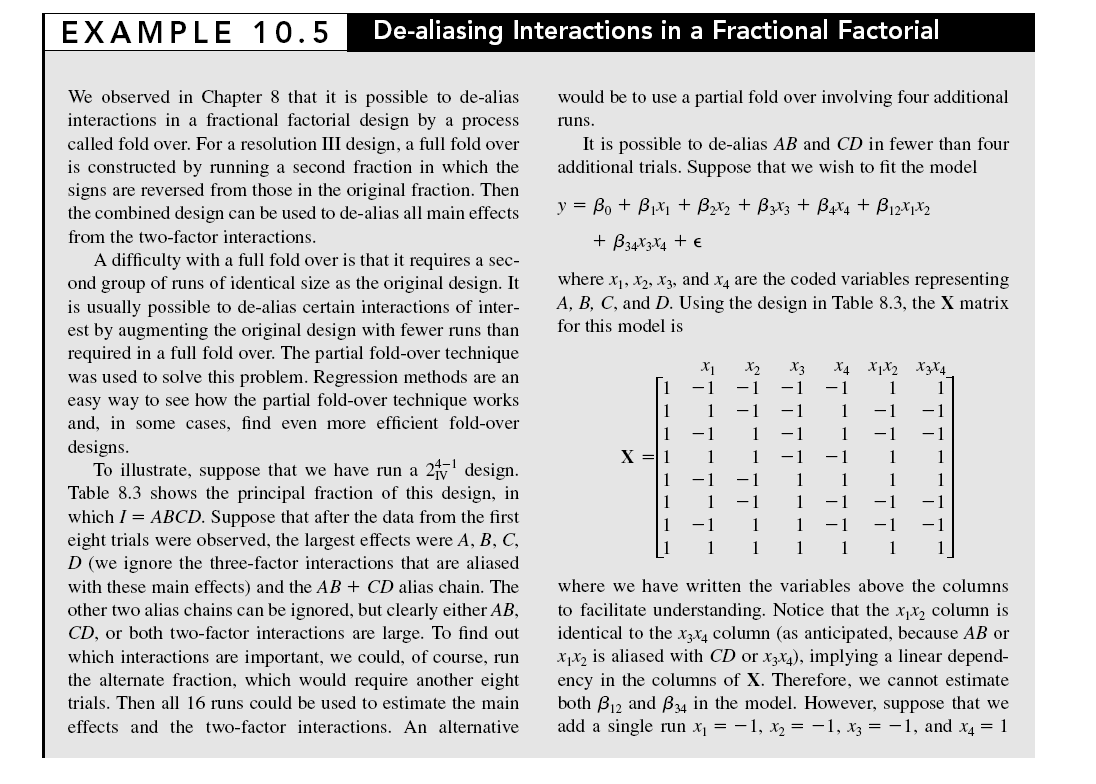 EXAMPLE 10.5 De-aliasing Interactions in a Fractional Factorial
We observed in Chapter 8 that it is possible to de-alias
interactions in a fractional factorial design by a process
called fold over. For a resolution III design, a full fold over
is constructed by running a second fraction in which the
signs are reversed from those in the original fraction. Then
the combined design can be used to de-alias all main effects
from the two-factor interactions.
A difficulty with a full fold over is that it requires a sec-
ond group of runs of identical size as the original design. It
is usually possible to de-alias certain interactions of inter-
est by augmenting the original design with fewer runs than
required in a full fold over. The partial fold-over technique
was used to solve this problem. Regression methods are an
easy way to see how the partial fold-over technique works
and, in some cases, find even more efficient fold-over
designs.
To illustrate, suppose that we have run a 2_IV^4−1 design.
Table 8.3 shows the principal fraction of this design, in
which I = ABCD. Suppose that after the data from the first
eight trials were observed, the largest effects were A, B, C,
D (we ignore the three-factor interactions that are aliased
with these main effects) and the AB + CD alias chain. The
other two alias chains can be ignored, but clearly either AB,
CD, or both two-factor interactions are large. To find out
which interactions are important, we could, of course, run
the alternate fraction, which would require another eight
trials. Then all 16 runs could be used to estimate the main
effects and the two-factor interactions. An alternative
would be to use a partial fold over involving four additional
runs.
It is possible to de-alias AB and CD in fewer than four
additional trials. Suppose that we wish to fit the model
y = β₀ + β₁x₁ + β₂x₂ + β₃x₃ + β₄x₄ + β₁₂x₁x₂
+ β₃₄x₃x₄ + ϵ
where x₁, x₂, x₃, and x₄ are the coded variables representing
A, B, C, and D. Using the design in Table 8.3, the X matrix
for this model is
x₁ x₂ x₃ x₄ x₁x₂ x₃x₄
1 −1 −1 −1 −1 1 1
1 1 −1 −1 1 −1 −1
1 −1 1 −1 1 −1 −1
X = 1 1 1 −1 −1 1 1
1 −1 −1 1 1 1 1
1 1 −1 1 −1 −1 −1
1 −1 1 1 −1 −1 −1
1 1 1 1 1 1 1
where we have written the variables above the columns
to facilitate understanding. Notice that the x₁x₂ column is
identical to the x₃x₄ column (as anticipated, because AB or
x₁x₂ is aliased with CD or x₃x₄), implying a linear depend-
ency in the columns of X. Therefore, we cannot estimate
both β₁₂ and β₃₄ in the model. However, suppose that we
add a single run x₁ = −1, x₂ = −1, x₃ = −1, and x₄ = 1